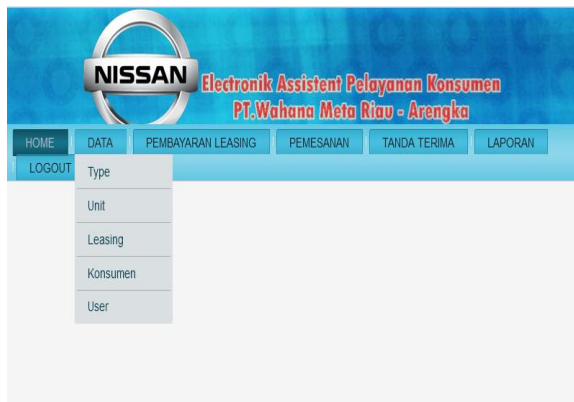 NISSAN
Electronik Assistent Pelayanan Konsumen
PT.Wahana Meta Riau - Arengka
HOME DATA PEMBAYARAN LEASING PEMESANAN TANDA TERIMA LAPORAN
LOGOUT
Type
Unit
Leasing
Konsumen
User